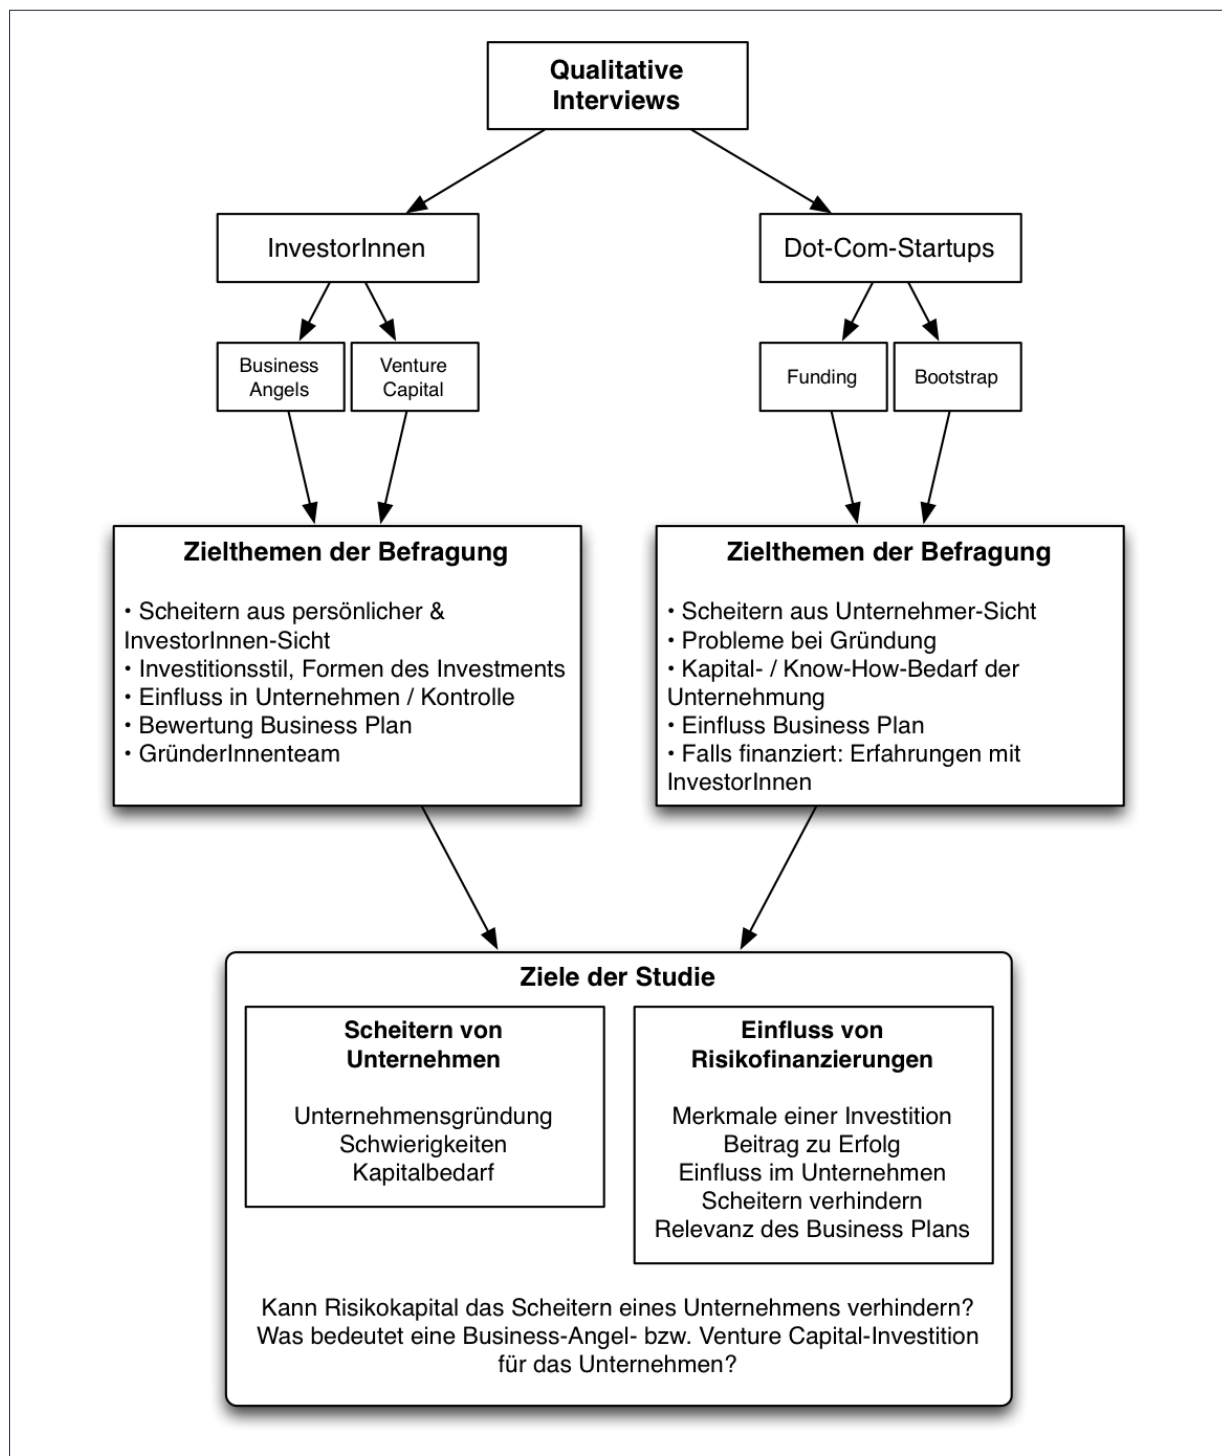 Qualitative
Interviews
InvestorInnen
Dot-Com-Startups
Business
Angels
Venture
Capital
Funding
Bootstrap
Zielthemen der Befragung
• Scheitern aus persönlicher &
InvestorInnen-Sicht
• Investitionsstil, Formen des Investments
• Einfluss in Unternehmen / Kontrolle
• Bewertung Business Plan
• GründerInnenteam
Zielthemen der Befragung
• Scheitern aus Unternehmer-Sicht
• Probleme bei Gründung
• Kapital- / Know-How-Bedarf der
Unternehmung
• Einfluss Business Plan
• Falls finanziert: Erfahrungen mit
InvestorInnen
Ziele der Studie
Scheitern von
Unternehmen
Unternehmensgründung
Schwierigkeiten
Kapitalbedarf
Einfluss von
Risikofinanzierungen
Merkmale einer Investition
Beitrag zu Erfolg
Einfluss im Unternehmen
Scheitern verhindern
Relevanz des Business Plans
Kann Risikokapital das Scheitern eines Unternehmens verhindern?
Was bedeutet eine Business-Angel- bzw. Venture Capital-Investition
für das Unternehmen?